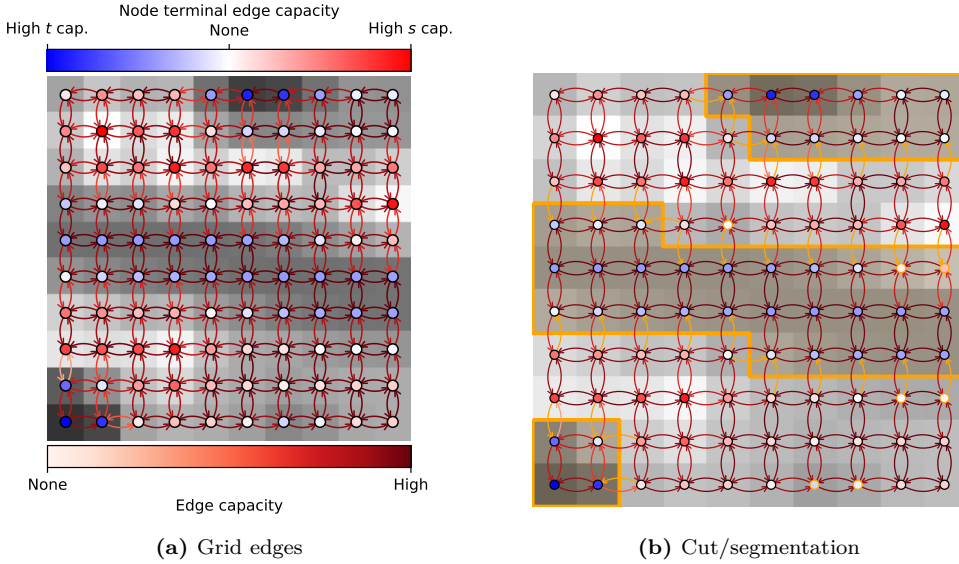 Node terminal edge capacity
High t cap.
None
High s cap.
None
High
Edge capacity
(a) Grid edges
(b) Cut/segmentation